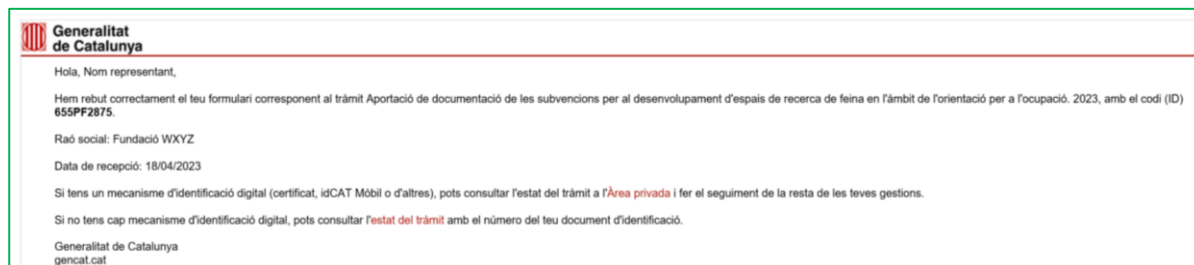 Generalitat
de Catalunya
Hola, Nom representant,
Hem rebut correctament el teu formulari corresponent al tràmit Aportació de documentació de les subvencions per al desenvolupament d'espais de recerca de feina en l'àmbit de l'orientació per a l'ocupació. 2023, amb el codi (ID)
655PF2875.
Raó social: Fundació WXYZ
Data de recepció: 18/04/2023
Si tens un mecanisme d'identificació digital (certificat, idCAT Mòbil o d'altres), pots consultar l'estat del tràmit a l'Àrea privada i fer el seguiment de la resta de les teves gestions.
Si no tens cap mecanisme d'identificació digital, pots consultar l'estat del tràmit amb el número del teu document d'identificació.
Generalitat de Catalunya
gencat.cat